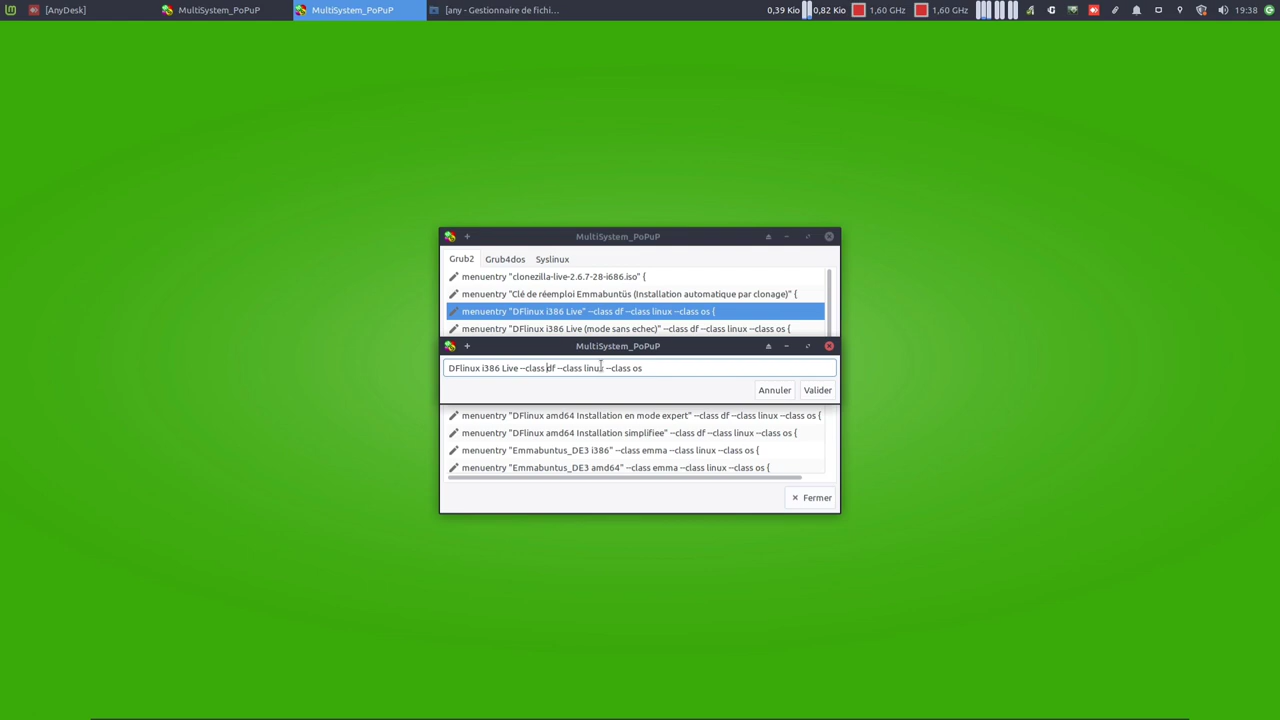 [AnyDesk]
MultiSystem_PoPuP
MultiSystem_PoPuP
[any - Gestionnaire de fichi...
0,39 Kio
0,82 Kio
1,60 GHz
1,60 GHz
19:38
MultiSystem_PoPuP
Grub2 Grub4dos Syslinux
menuentry "clonezilla-live-2.6.7-28-i686.iso" {
menuentry "Clé de réemploi Emmabuntüs (Installation automatique par clonage)" {
menuentry "DFlinux i386 Live" --class df --class linux --class os {
menuentry "DFlinux i386 Live (mode sans echec)" --class df --class linux --class os {
MultiSystem_PoPuP
DFlinux i386 Live --class df --class linux --class os
Annuler Valider
menuentry "DFlinux amd64 Installation en mode expert" --class df --class linux --class os {
menuentry "DFlinux amd64 Installation simplifiee" --class df --class linux --class os {
menuentry "Emmabuntus_DE3 i386" --class emma --class linux --class os {
menuentry "Emmabuntus_DE3 amd64" --class emma --class linux --class os {
Fermer